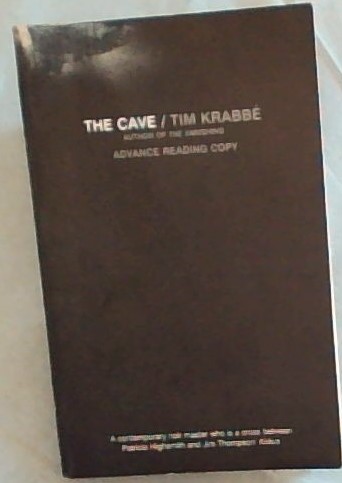 THE CAVE / TIM KRABBÉ
AUTHOR OF THE VANISHING
ADVANCE READING COPY
A contemporary noir master who is a cross between
Patricia Highsmith and Jim Thompson